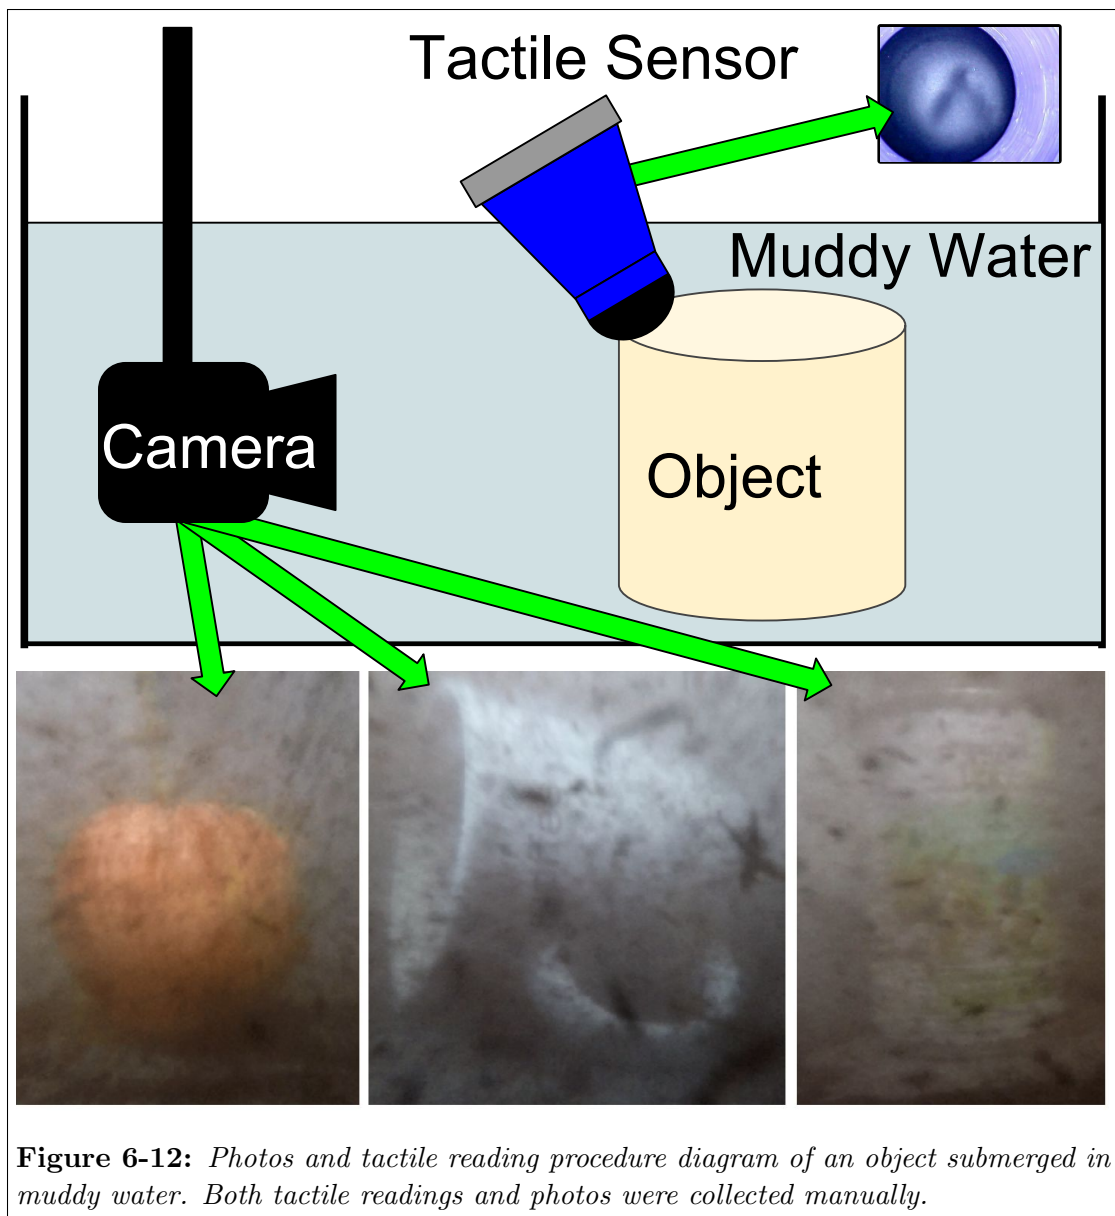 Tactile Sensor
Muddy Water
Camera
Object
Figure 6-12: Photos and tactile reading procedure diagram of an object submerged in
muddy water. Both tactile readings and photos were collected manually.